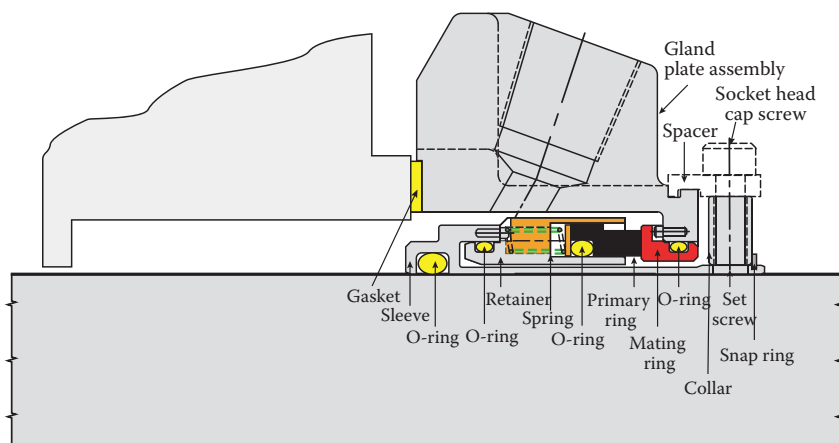 Gland
plate assembly
Socket head
cap screw
Spacer
Gasket
Sleeve
O-ring
O-ring
Retainer
Spring
O-ring
Primary
ring
Mating
ring
O-ring
Collar
Set
screw
Snap ring